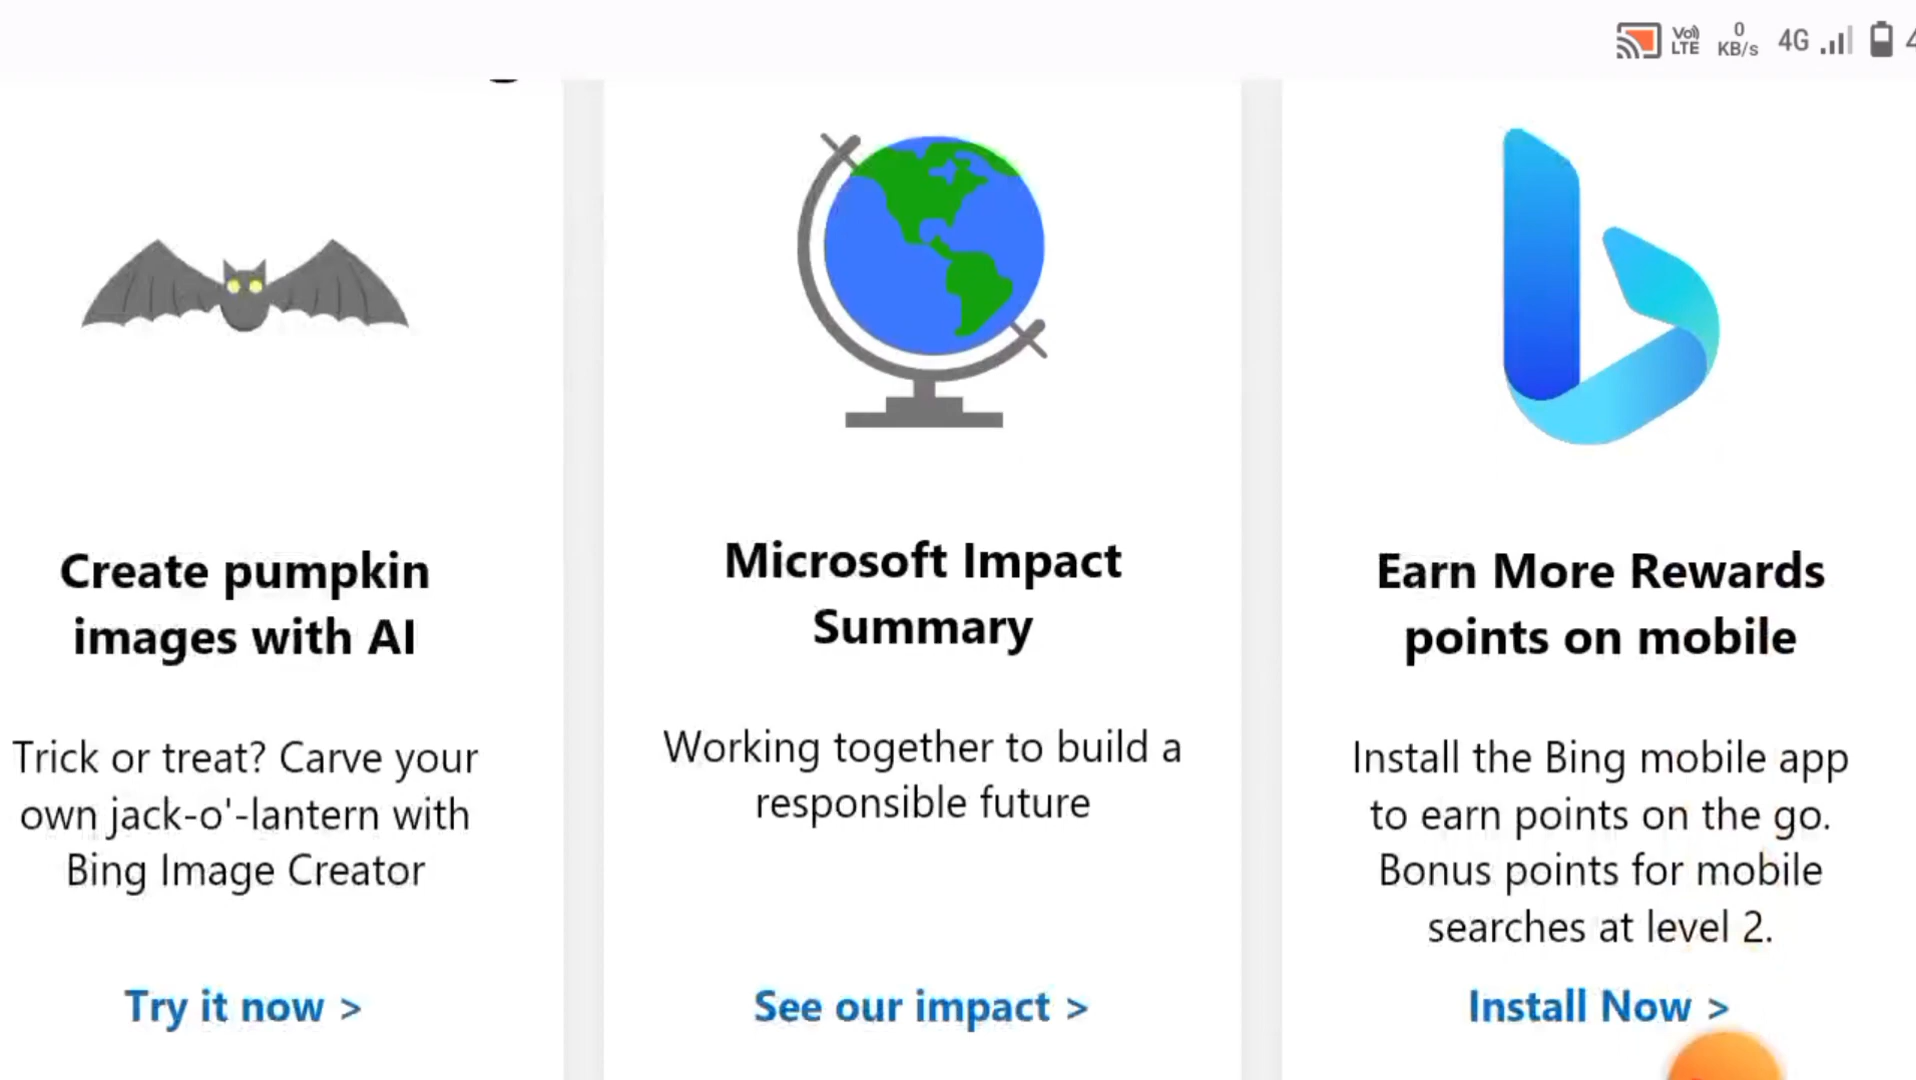 Vo))
LTE
0
KB/s
4G
Create pumpkin
images with AI
Trick or treat? Carve your
own jack-o'-lantern with
Bing Image Creator
Try it now >
Microsoft Impact
Summary
Working together to build a
responsible future
See our impact >
Earn More Rewards
points on mobile
Install the Bing mobile app
to earn points on the go.
Bonus points for mobile
searches at level 2.
Install Now >